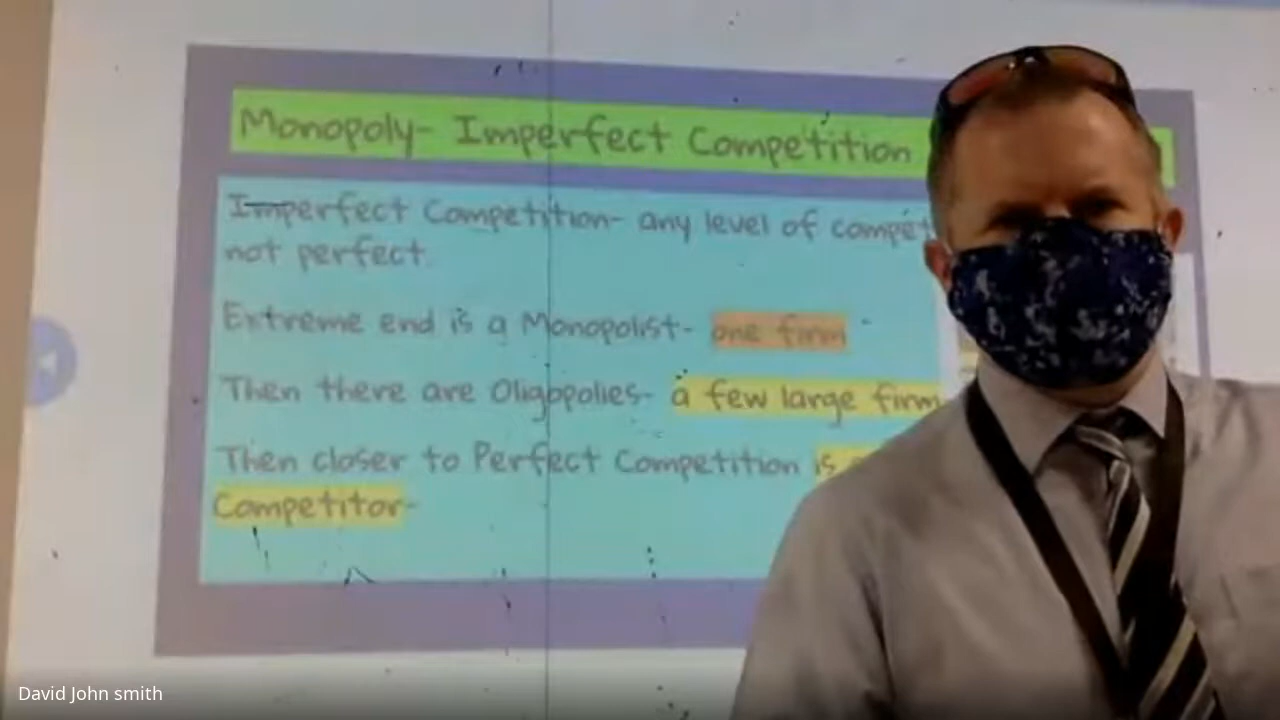 Monopoly- Imperfect Competition
Imperfect Competition- any level of compet
not perfect.
Extreme end is a Monopolist- one firm
Then there are Oligopolies- a few large firm
Then closer to Perfect Competition is
Competitor-
David John smith